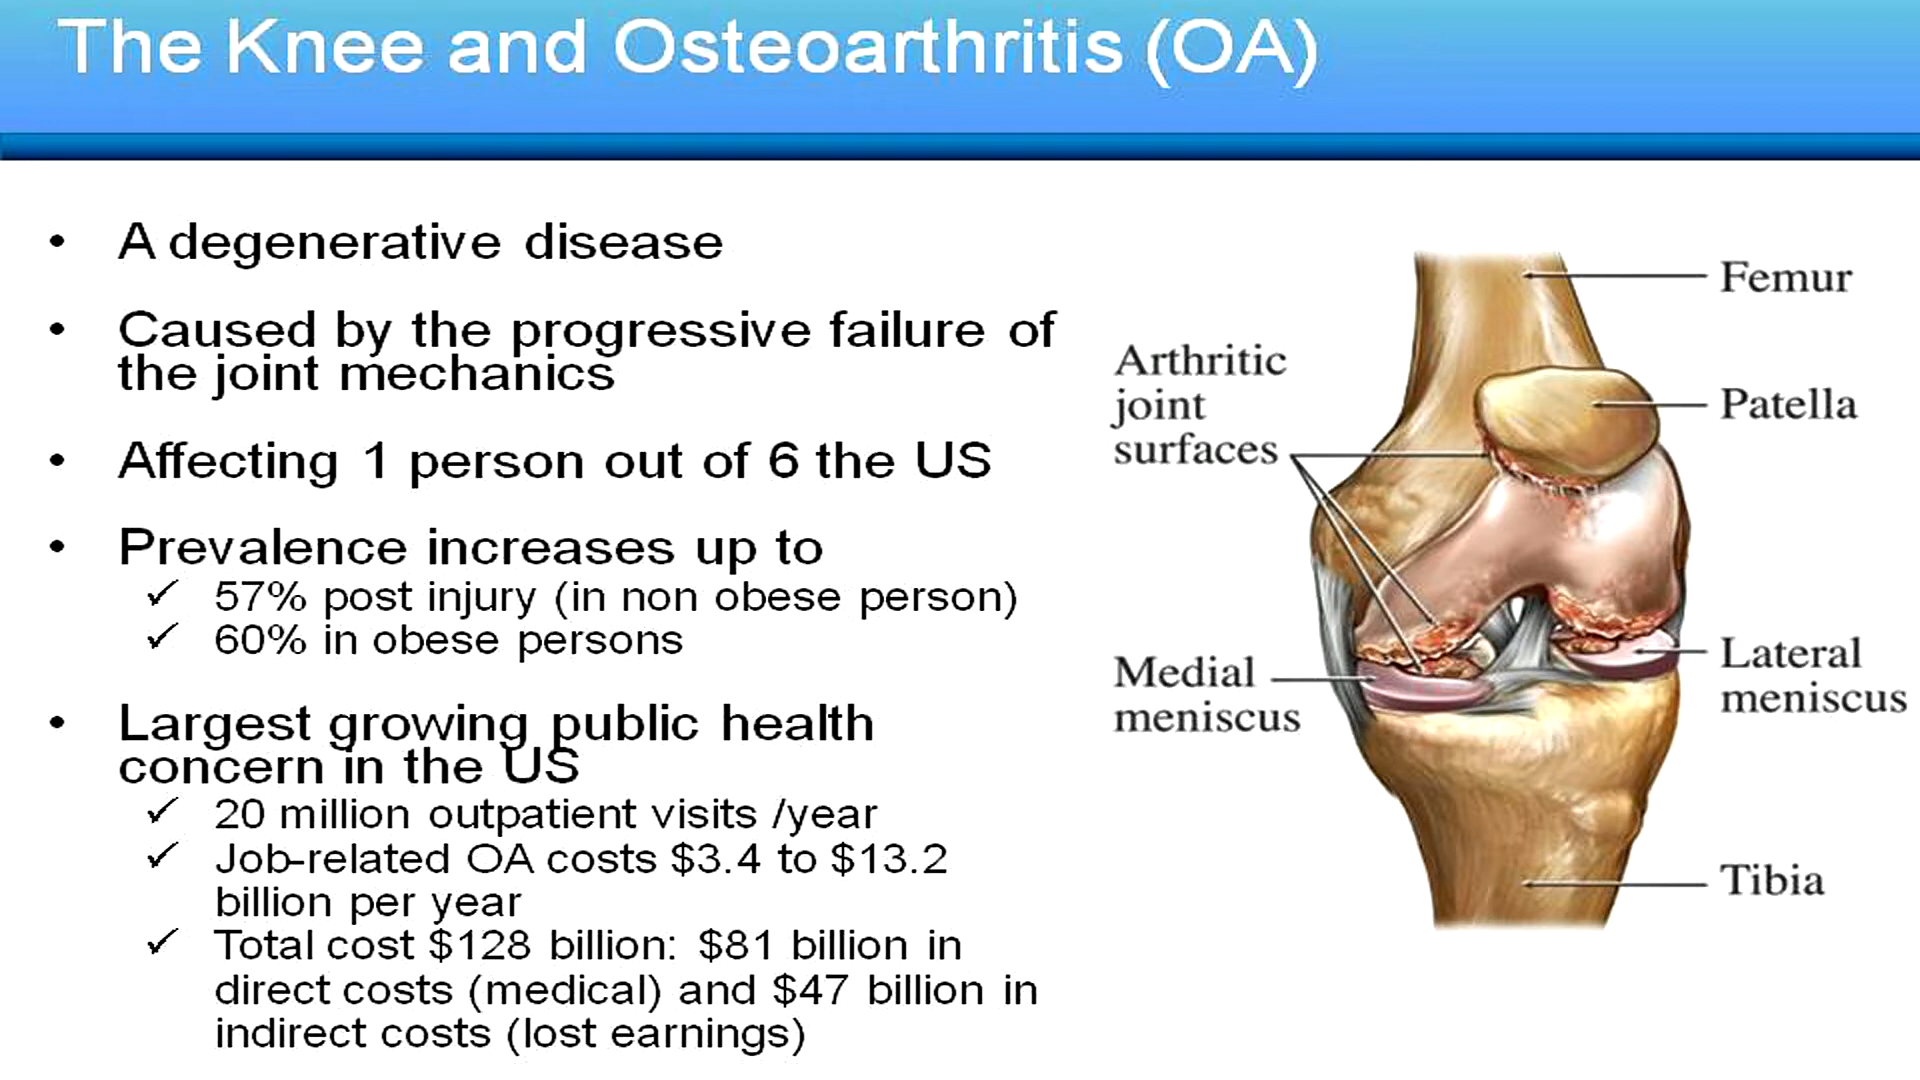 The Knee and Osteoarthritis (OA)
• A degenerative disease
• Caused by the progressive failure of
the joint mechanics
• Affecting 1 person out of 6 the US
• Prevalence increases up to
✓ 57% post injury (in non obese person)
✓ 60% in obese persons
• Largest growing public health
concern in the US
✓ 20 million outpatient visits /year
✓ Job-related OA costs $3.4 to $13.2
billion per year
✓ Total cost $128 billion: $81 billion in
direct costs (medical) and $47 billion in
indirect costs (lost earnings)
Femur
Arthritic
joint
surfaces
Patella
Medial
meniscus
Lateral
meniscus
Tibia